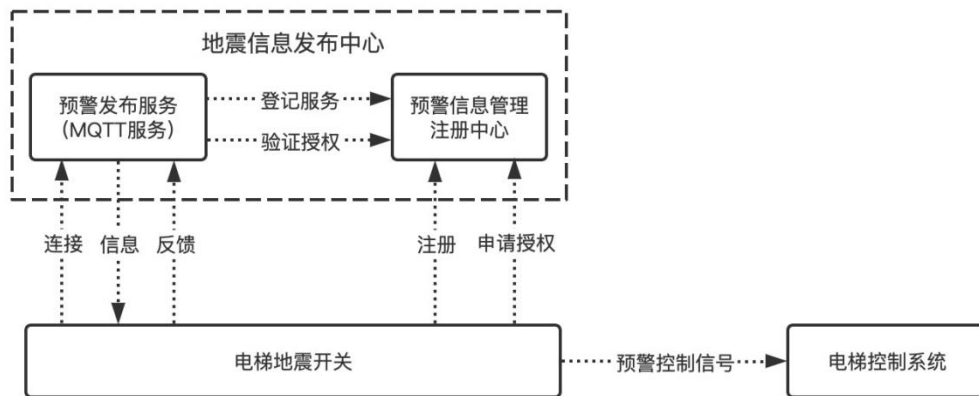 地震信息发布中心
预警发布服务
(MQTT服务)
登记服务
验证授权
预警信息管理
注册中心
连接
信息
反馈
注册
申请授权
电梯地震开关
预警控制信号
电梯控制系统